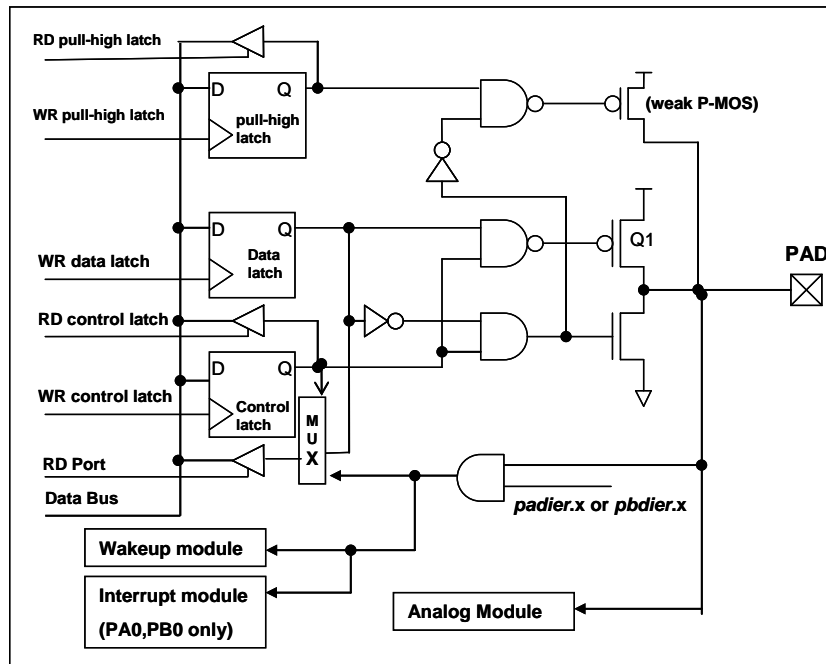 RD pull-high latch
D Q
pull-high
latch
WR pull-high latch
(weak P-MOS)
D Q
Data
latch
WR data latch
Q1
PAD
RD control latch
D Q
Control
latch
WR control latch
M
U
X
RD Port
Data Bus
padier.x or pbdier.x
Wakeup module
Interrupt module
(PA0,PB0 only)
Analog Module